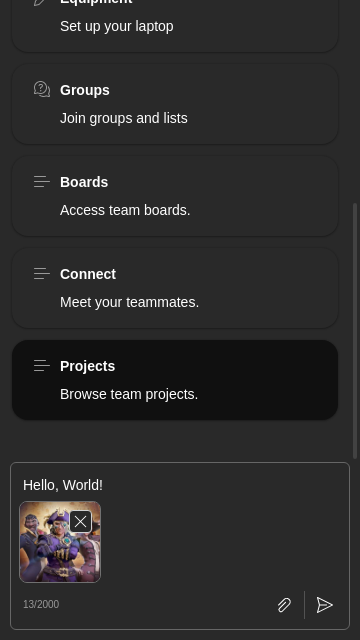 Equipment
Set up your laptop
Groups
Join groups and lists
Boards
Access team boards.
Connect
Meet your teammates.
Projects
Browse team projects.
Hello, World!
13/2000